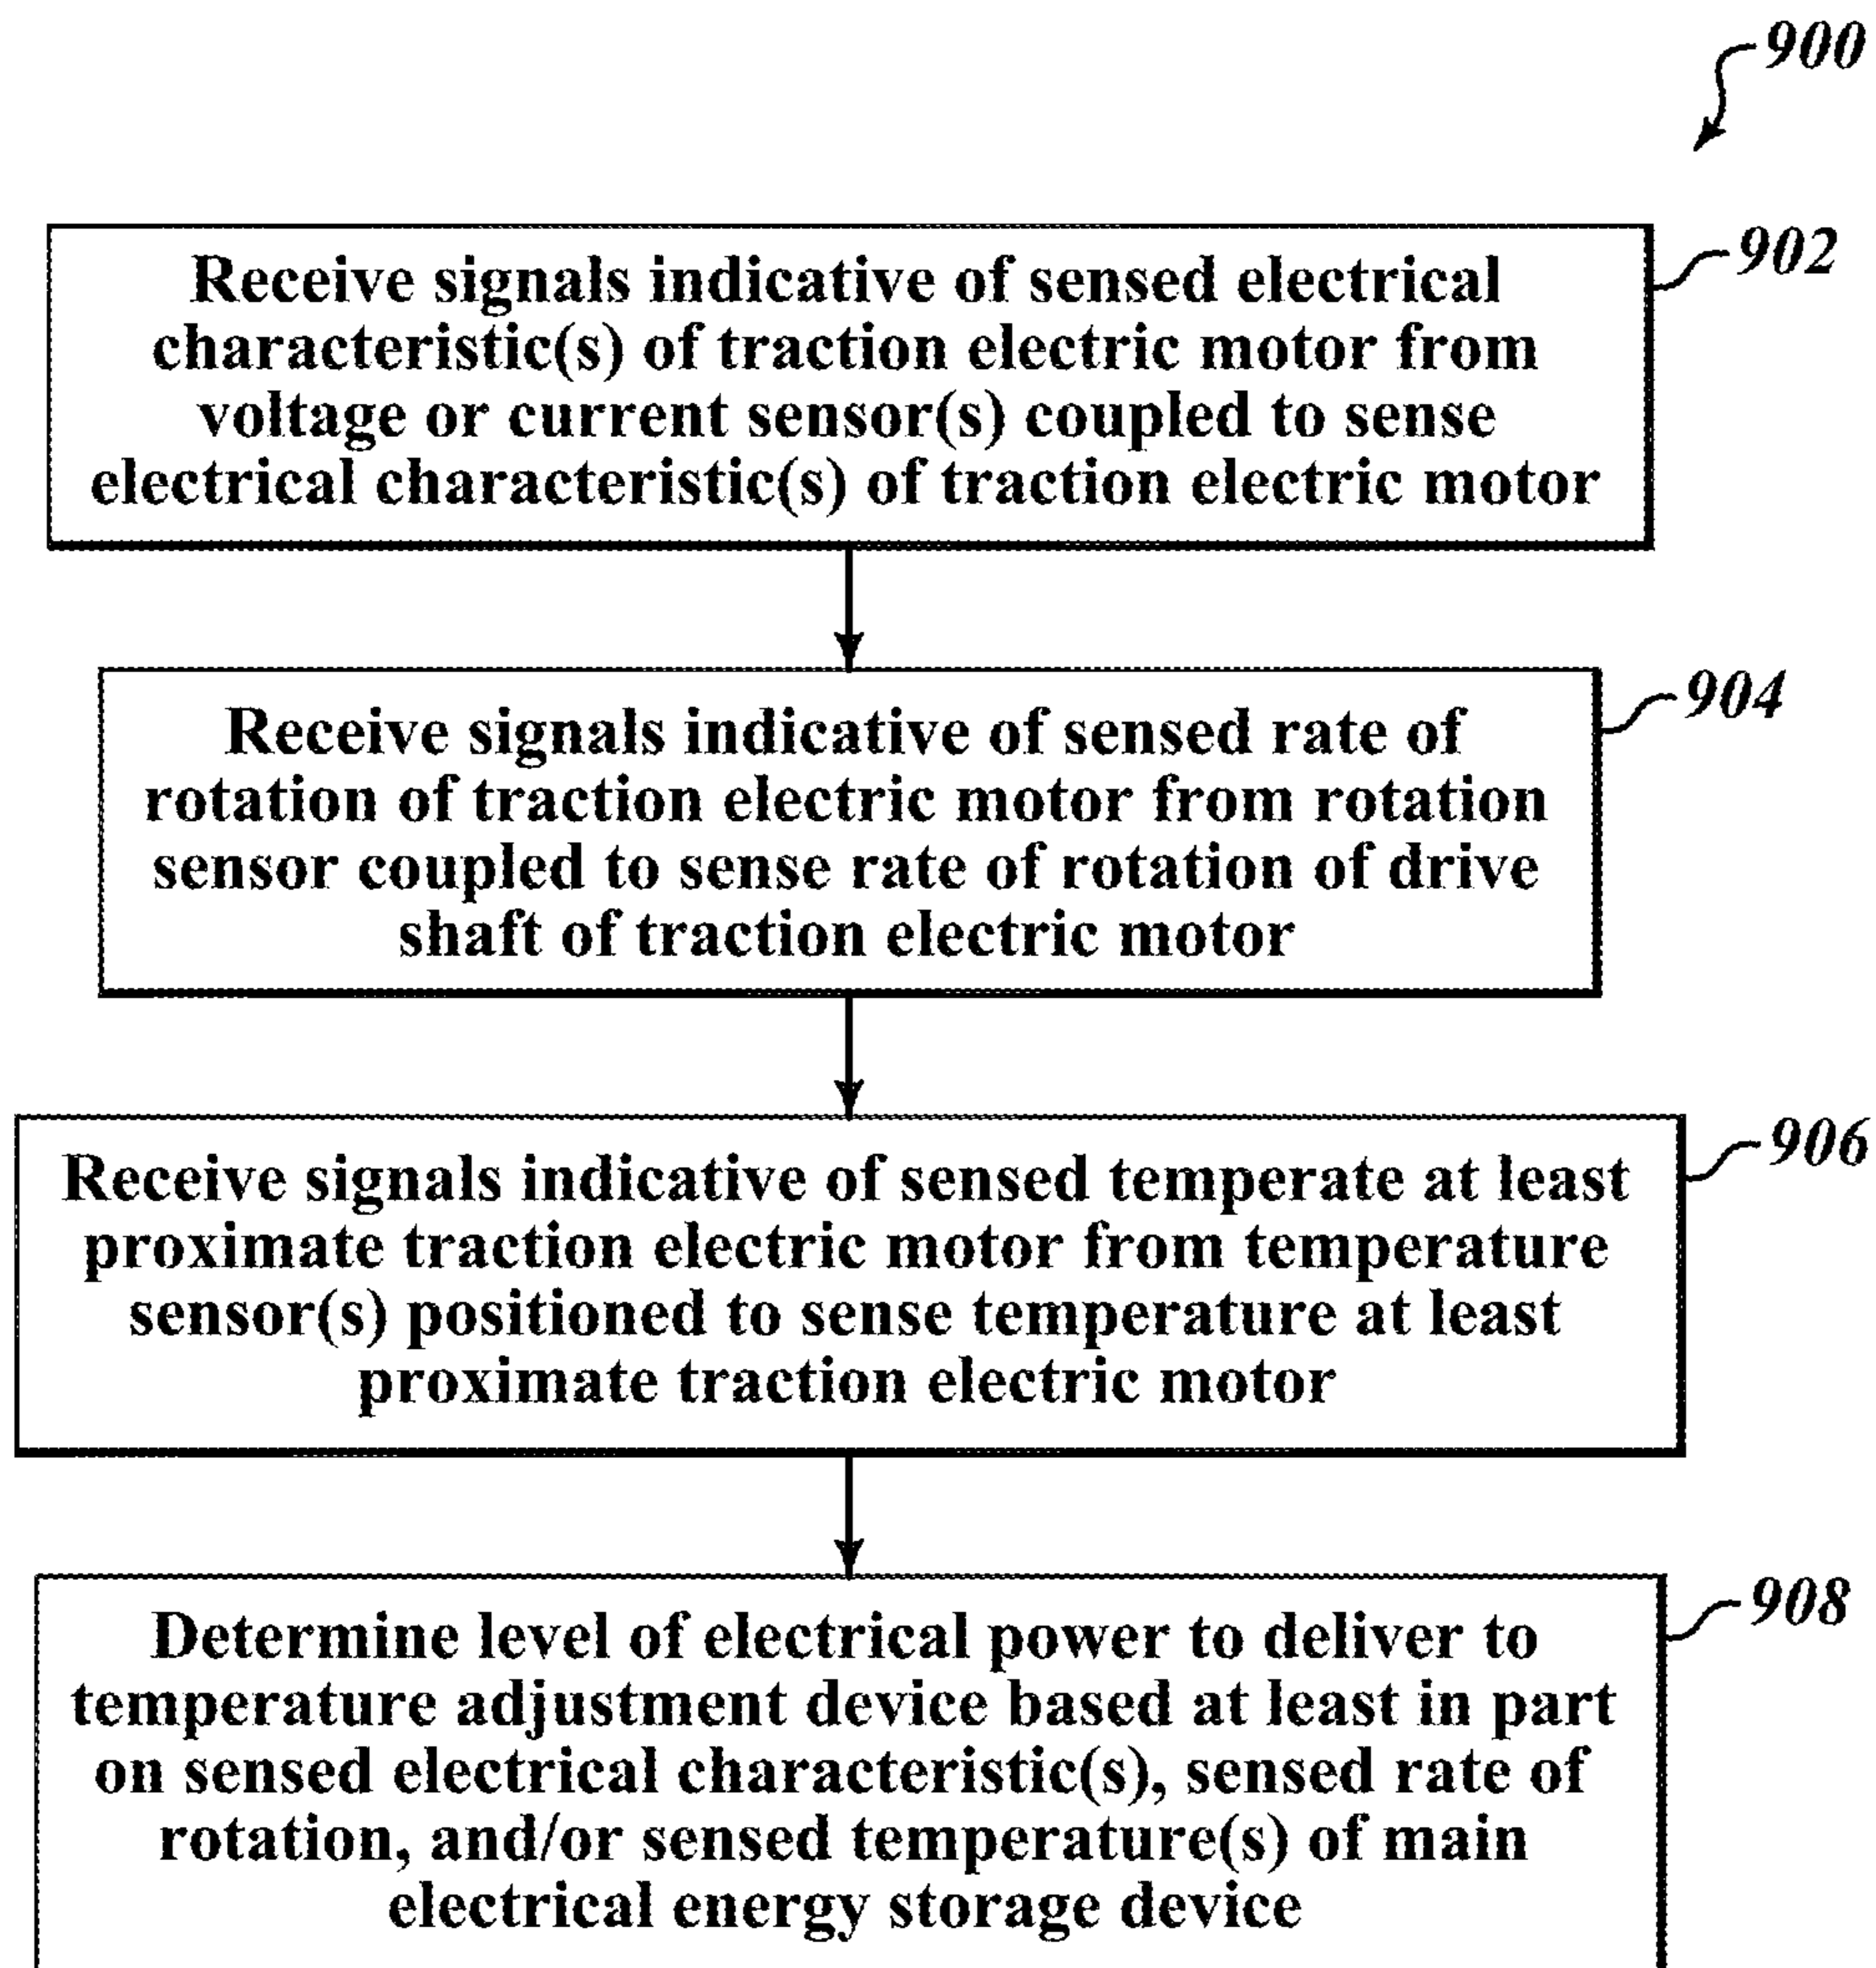 900
902
Receive signals indicative of sensed electrical
characteristic(s) of traction electric motor from
voltage or current sensor(s) coupled to sense
electrical characteristic(s) of traction electric motor
904
Receive signals indicative of sensed rate of
rotation of traction electric motor from rotation
sensor coupled to sense rate of rotation of drive
shaft of traction electric motor
906
Receive signals indicative of sensed temperate at least
proximate traction electric motor from temperature
sensor(s) positioned to sense temperature at least
proximate traction electric motor
908
Determine level of electrical power to deliver to
temperature adjustment device based at least in part
on sensed electrical characteristic(s), sensed rate of
rotation, and/or sensed temperature(s) of main
electrical energy storage device